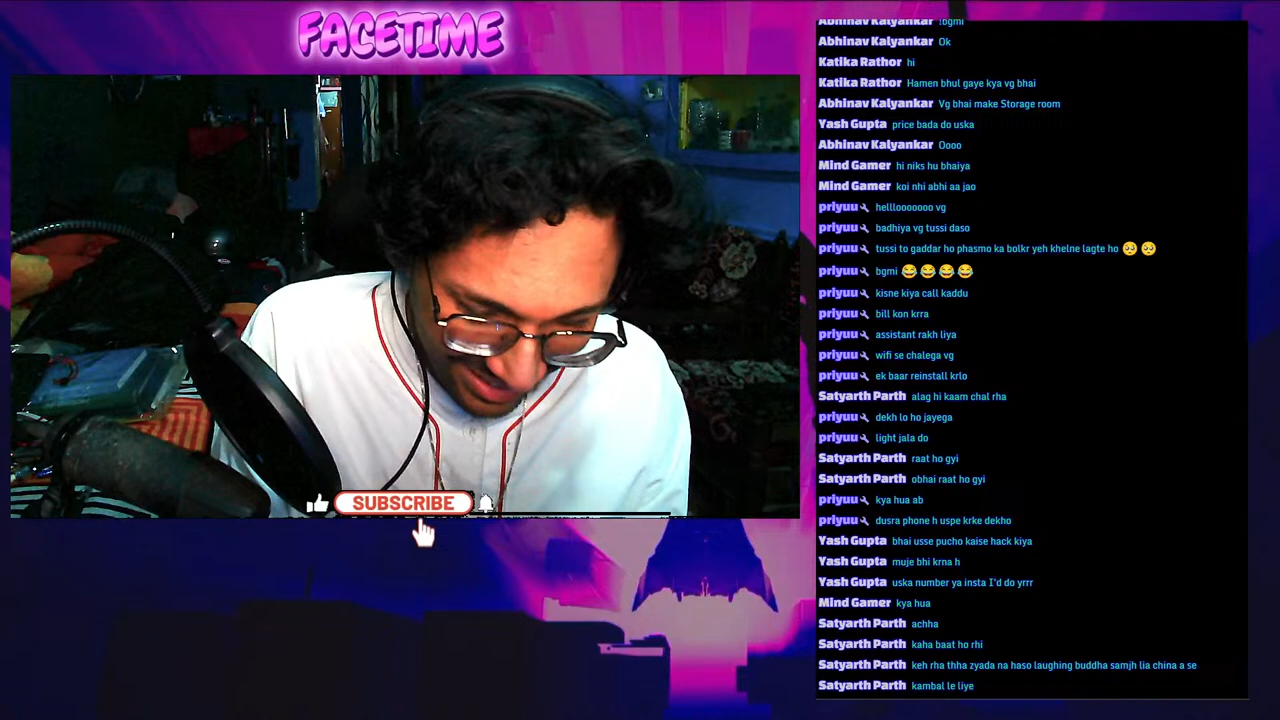 FACETIME
Abhinav Kalyankar !bgmi
Abhinav Kalyankar Ok
Katika Rathor hi
Katika Rathor Hamen bhul gaye kya vg bhai
Abhinav Kalyankar Vg bhai make Storage room
Yash Gupta price bada do uska
Abhinav Kalyankar Oooo
Mind Gamer hi niks hu bhaiya
Mind Gamer koi nhi abhi aa jao
priyuu helllooooooo vg
priyuu badhiya vg tussi daso
priyuu tussi to gaddar ho phasmo ka bolkr yeh khelne lagte ho 🥺 🥺
priyuu bgmi 😂 😂 😂 😂
priyuu kisne kiya call kaddu
priyuu bill kon krra
priyuu assistant rakh liya
priyuu wifi se chalega vg
priyuu ek baar reinstall krlo
Satyarth Parth alag hi kaam chal rha
priyuu dekh lo ho jayega
priyuu light jala do
Satyarth Parth raat ho gyi
Satyarth Parth obhai raat ho gyi
priyuu kya hua ab
priyuu dusra phone h uspe krke dekho
Yash Gupta bhai usse pucho kaise hack kiya
Yash Gupta muje bhi krna h
Yash Gupta uska number ya insta I'd do yrrr
Mind Gamer kya hua
Satyarth Parth achha
Satyarth Parth kaha baat ho rhi
Satyarth Parth keh rha thha zyada na haso laughing buddha samjh lia china a se
Satyarth Parth kambal le liye
SUBSCRIBE